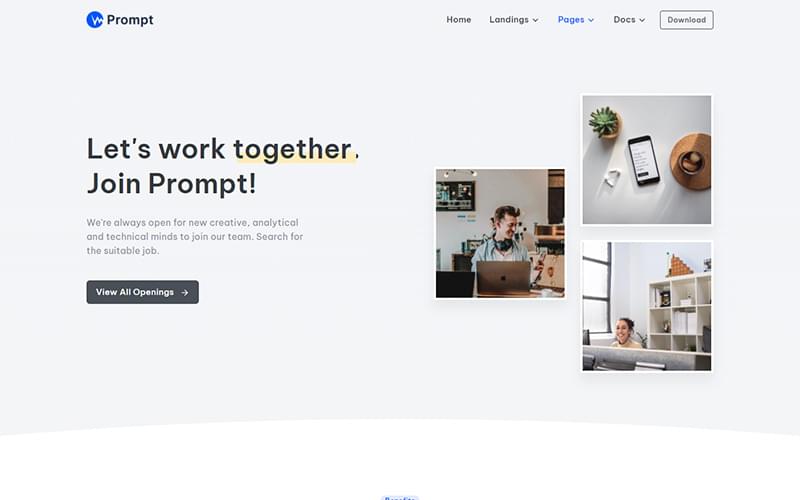 Prompt
Home
Landings
Pages
Docs
Download
Let's work together.
Join Prompt!
We're always open for new creative, analytical
and technical minds to join our team. Search for
the suitable job.
View All Openings
Benefits